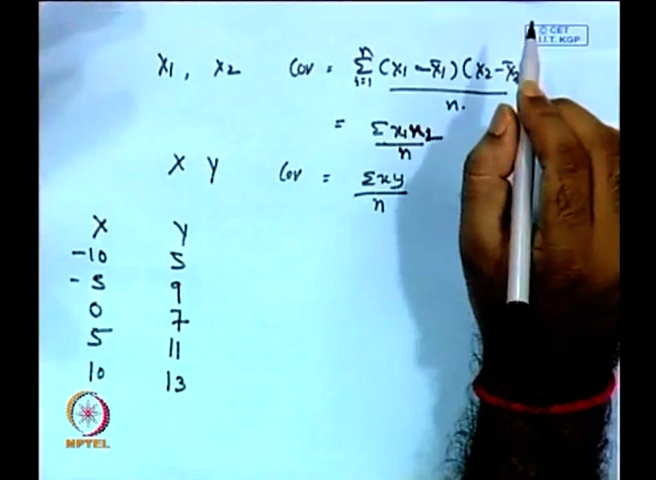 © CET
I.I.T. KGP
X1, X2 Cov = n Σ i=1 (X1 - X̄1)(X2 - X̄2
n.
= Σx1x2
n
X Y Cov = Σxy
n
X Y
-10 5
-5 9
0 7
5 11
10 13
NPTEL